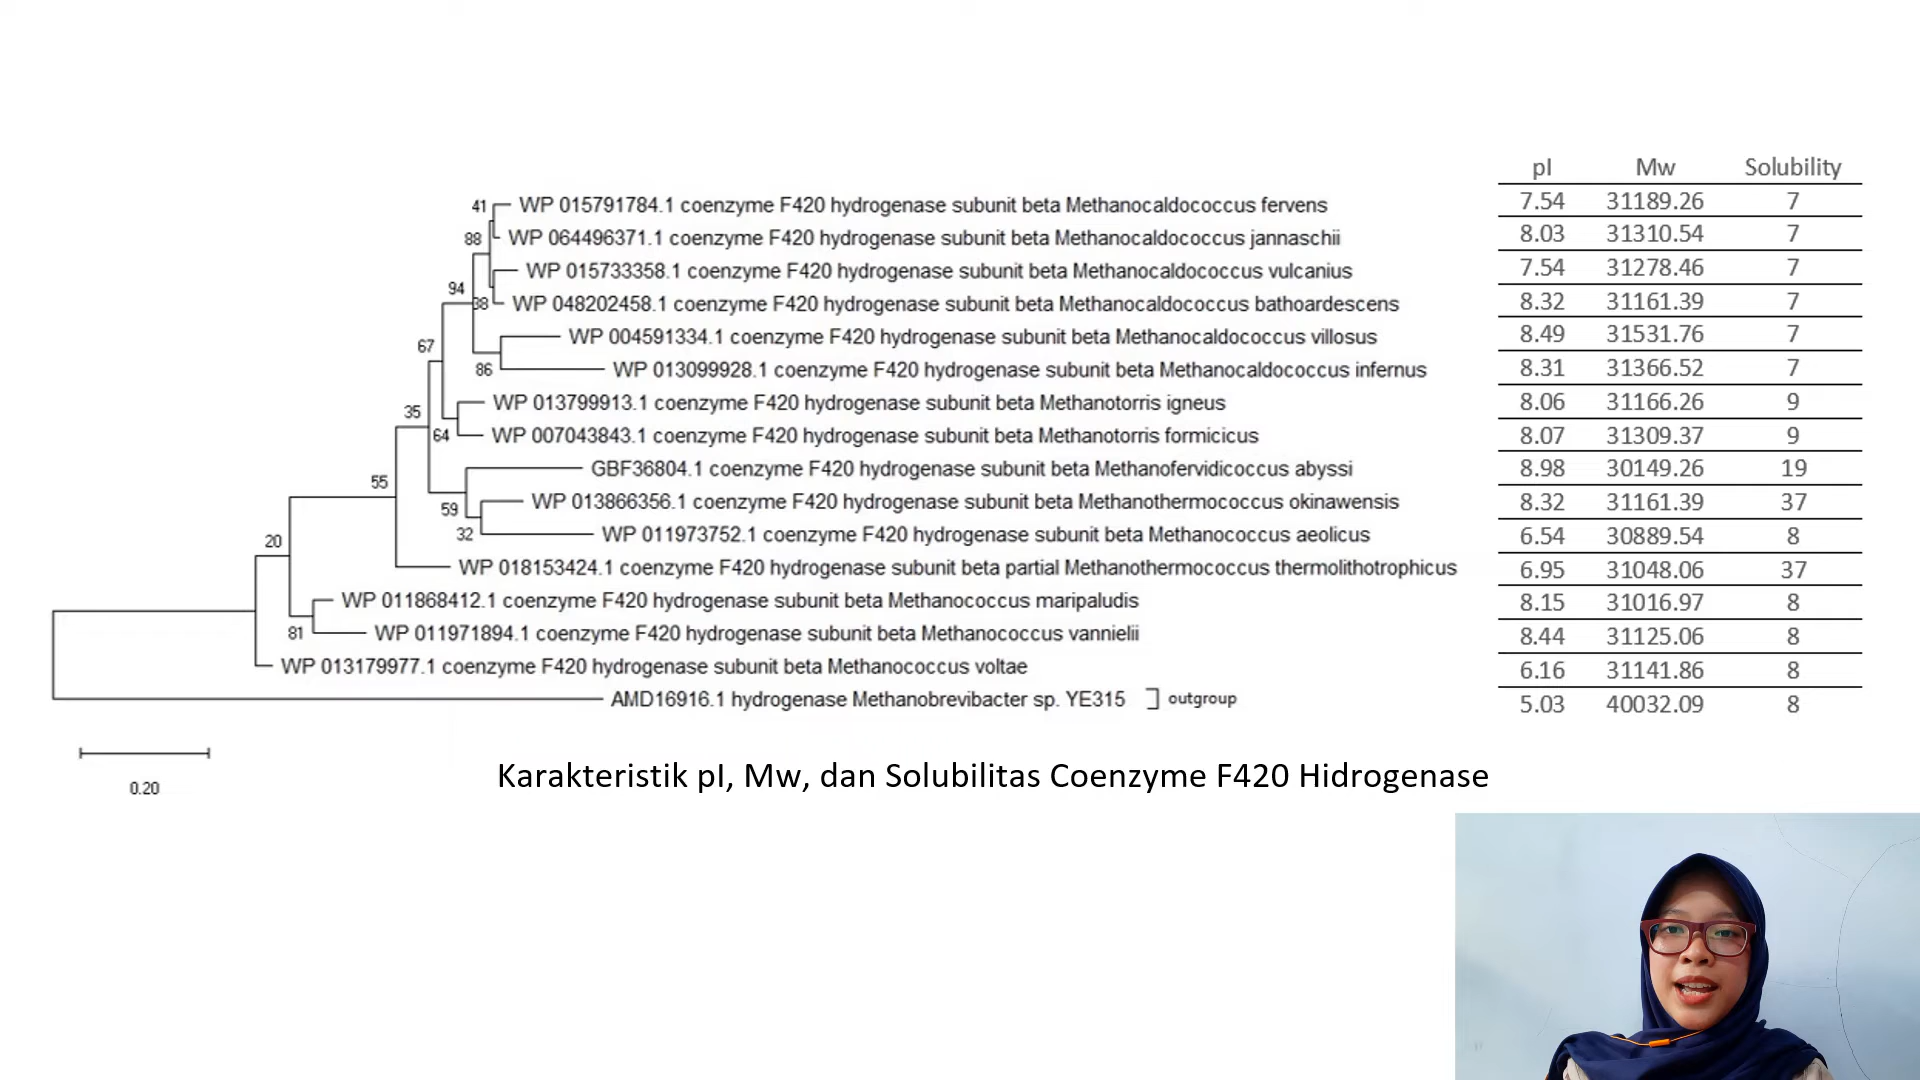 pI Mw Solubility
41 WP 015791784.1 coenzyme F420 hydrogenase subunit beta Methanocaldococcus fervens 7.54 31189.26 7
88 WP 064496371.1 coenzyme F420 hydrogenase subunit beta Methanocaldococcus jannaschii 8.03 31310.54 7
WP 015733358.1 coenzyme F420 hydrogenase subunit beta Methanocaldococcus vulcanius 7.54 31278.46 7
94 38 WP 048202458.1 coenzyme F420 hydrogenase subunit beta Methanocaldococcus bathoardescens 8.32 31161.39 7
67 WP 004591334.1 coenzyme F420 hydrogenase subunit beta Methanocaldococcus villosus 8.49 31531.76 7
86 WP 013099928.1 coenzyme F420 hydrogenase subunit beta Methanocaldococcus infernus 8.31 31366.52 7
35 WP 013799913.1 coenzyme F420 hydrogenase subunit beta Methanotorris igneus 8.06 31166.26 9
64 WP 007043843.1 coenzyme F420 hydrogenase subunit beta Methanotorris formicicus 8.07 31309.37 9
55 GBF36804.1 coenzyme F420 hydrogenase subunit beta Methanofervidicoccus abyssi 8.98 30149.26 19
59 WP 013866356.1 coenzyme F420 hydrogenase subunit beta Methanothermococcus okinawensis 8.32 31161.39 37
32 WP 011973752.1 coenzyme F420 hydrogenase subunit beta Methanococcus aeolicus 6.54 30889.54 8
20 WP 018153424.1 coenzyme F420 hydrogenase subunit beta partial Methanothermococcus thermolithotrophicus 6.95 31048.06 37
WP 011868412.1 coenzyme F420 hydrogenase subunit beta Methanococcus maripaludis 8.15 31016.97 8
81 WP 011971894.1 coenzyme F420 hydrogenase subunit beta Methanococcus vannielii 8.44 31125.06 8
WP 013179977.1 coenzyme F420 hydrogenase subunit beta Methanococcus voltae 6.16 31141.86 8
AMD16916.1 hydrogenase Methanobrevibacter sp. YE315 outgroup 5.03 40032.09 8
0.20
Karakteristik pI, Mw, dan Solubilitas Coenzyme F420 Hidrogenase